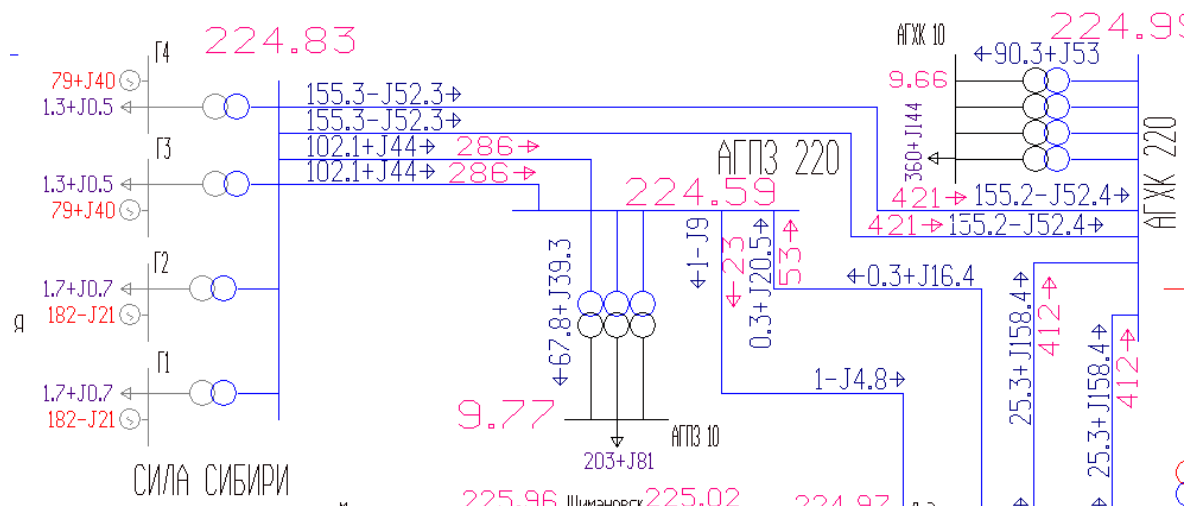 Г4
224.83
79+J40
1.3+J0.5
155.3-J52.3
155.3-J52.3
Г3
102.1+J44
286
102.1+J44
286
1.3+J0.5
79+J40
АГПЗ 220
224.59
АГХК 10
90.3+J53
9.66
360+J144
АГХК 220
421
155.2-J52.4
421
155.2-J52.4
Г2
1.7+J0.7
182-J21
Я
67.8+J39.3
1-J9
23
0.3+J20.5
53
0.3+J16.4
25.3+J158.4
412
25.3+J158.4
412
Г1
1.7+J0.7
182-J21
1-J4.8
9.77
АГПЗ 10
203+J81
СИЛА СИБИРИ
225.96
Шимановск
225.02
224.97